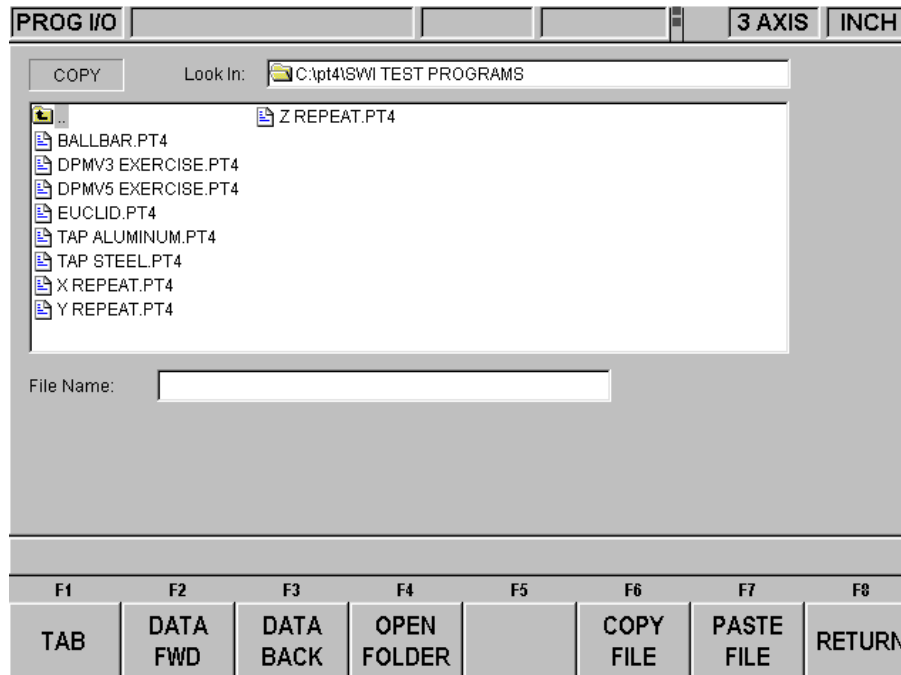 PROG I/O 3 AXIS INCH
COPY Look In: C:\pt4\SWI TEST PROGRAMS
.. Z REPEAT.PT4
BALLBAR.PT4
DPMV3 EXERCISE.PT4
DPMV5 EXERCISE.PT4
EUCLID.PT4
TAP ALUMINUM.PT4
TAP STEEL.PT4
X REPEAT.PT4
Y REPEAT.PT4
File Name:
F1 F2 F3 F4 F5 F6 F7 F8
TAB DATA FWD DATA BACK OPEN FOLDER COPY FILE PASTE FILE RETURN